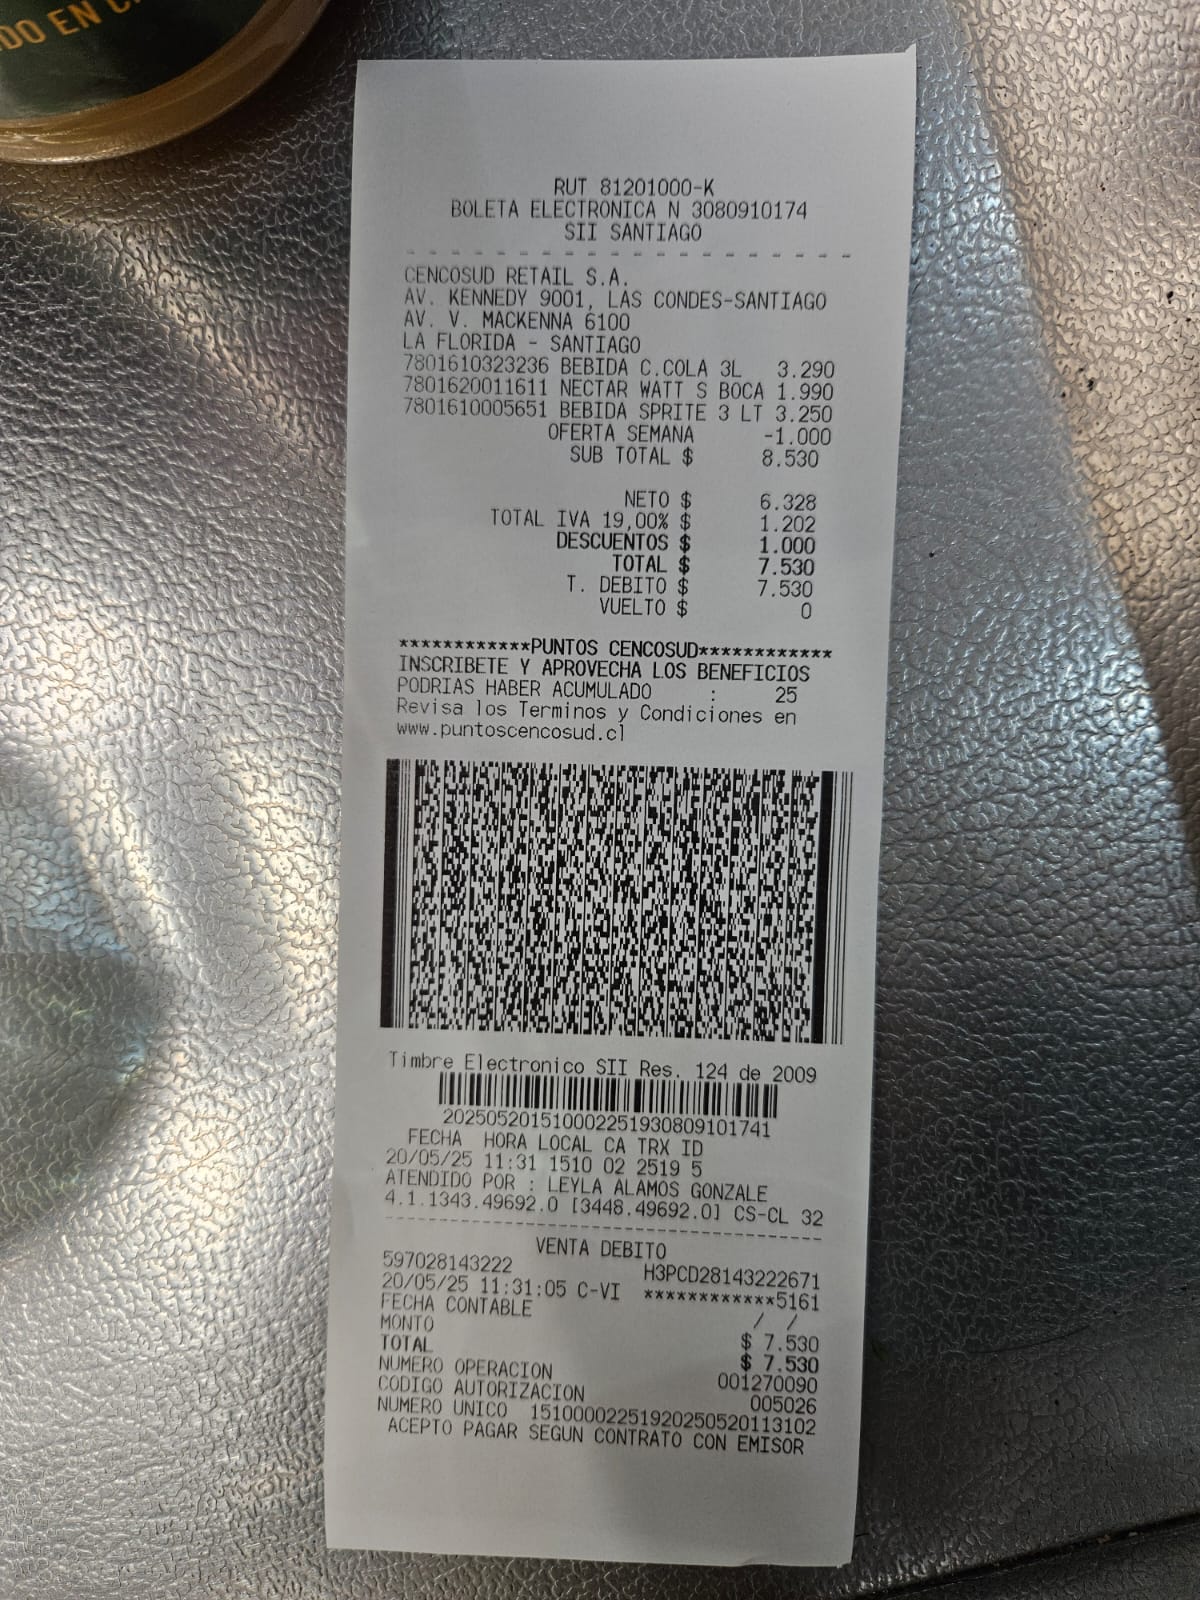 DO EN
RUT 81201000-K
BOLETA ELECTRONICA N 3080910174
SII SANTIAGO
- - - - - - - - - - - - - - - - - - - - -
CENCOSUD RETAIL S.A.
AV. KENNEDY 9001, LAS CONDES-SANTIAGO
AV. V. MACKENNA 6100
LA FLORIDA - SANTIAGO
7801610323236 BEBIDA C.COLA 3L 3.290
7801620011611 NECTAR WATT S BOCA 1.990
7801610005651 BEBIDA SPRITE 3 LT 3.250
OFERTA SEMANA -1.000
SUB TOTAL $ 8.530
NETO $ 6.328
TOTAL IVA 19,00% $ 1.202
DESCUENTOS $ 1.000
TOTAL $ 7.530
T. DEBITO $ 7.530
VUELTO $ 0
************PUNTOS CENCOSUD************
INSCRIBETE Y APROVECHA LOS BENEFICIOS
PODRIAS HABER ACUMULADO : 25
Revisa los Terminos y Condiciones en
www.puntoscencosud.cl
Timbre Electronico SII Res. 124 de 2009
2025052015100022519308091​01741
FECHA HORA LOCAL CA TRX ID
20/05/25 11:31 1510 02 2519 5
ATENDIDO POR : LEYLA ALAMOS GONZALE
4.1.1343.49692.0 [3448.49692.0] CS-CL 32
----------------------------------------
VENTA DEBITO
597028143222 H3PCD28143222671
20/05/25 11:31:05 C-VI ************5161
FECHA CONTABLE / /
MONTO $ 7.530
TOTAL $ 7.530
NUMERO OPERACION 001270090
CODIGO AUTORIZACION 005026
NUMERO UNICO 15100002251920250520113102
ACEPTO PAGAR SEGUN CONTRATO CON EMISOR